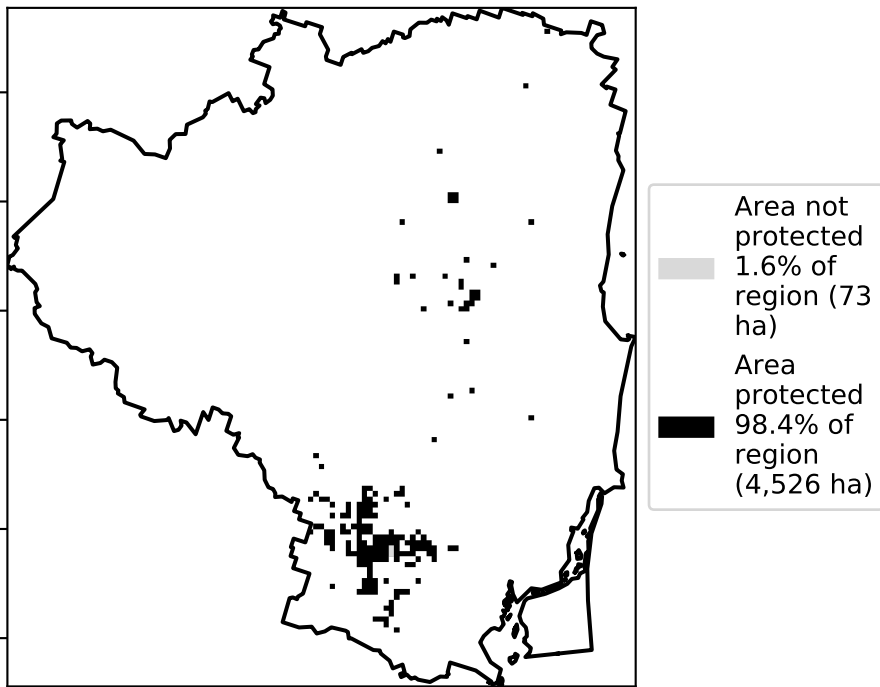 Area not
protected
1.6% of
region (73
ha)
Area
protected
98.4% of
region
(4,526 ha)